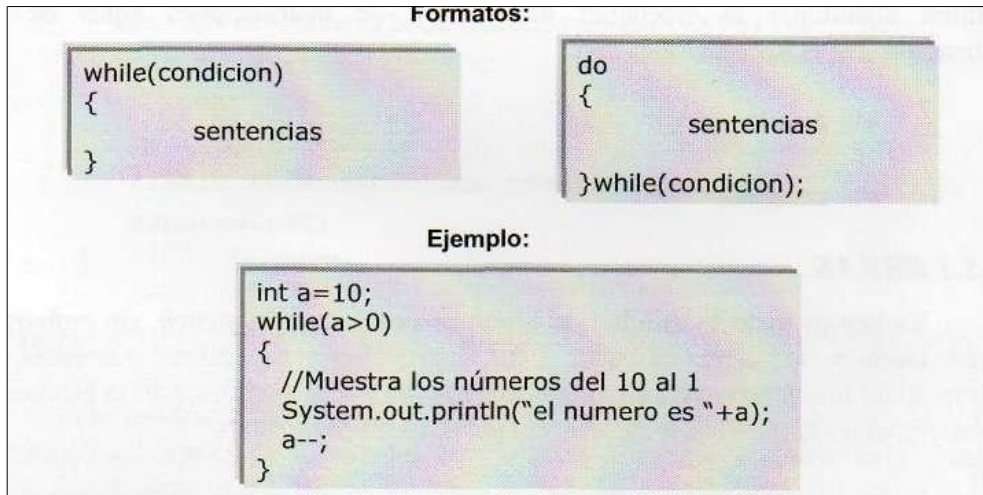 Formatos:
while(condicion)
{
sentencias
}
do
{
sentencias
}while(condicion);
Ejemplo:
int a=10;
while(a>0)
{
//Muestra los números del 10 al 1
System.out.println("el numero es "+a);
a--;
}